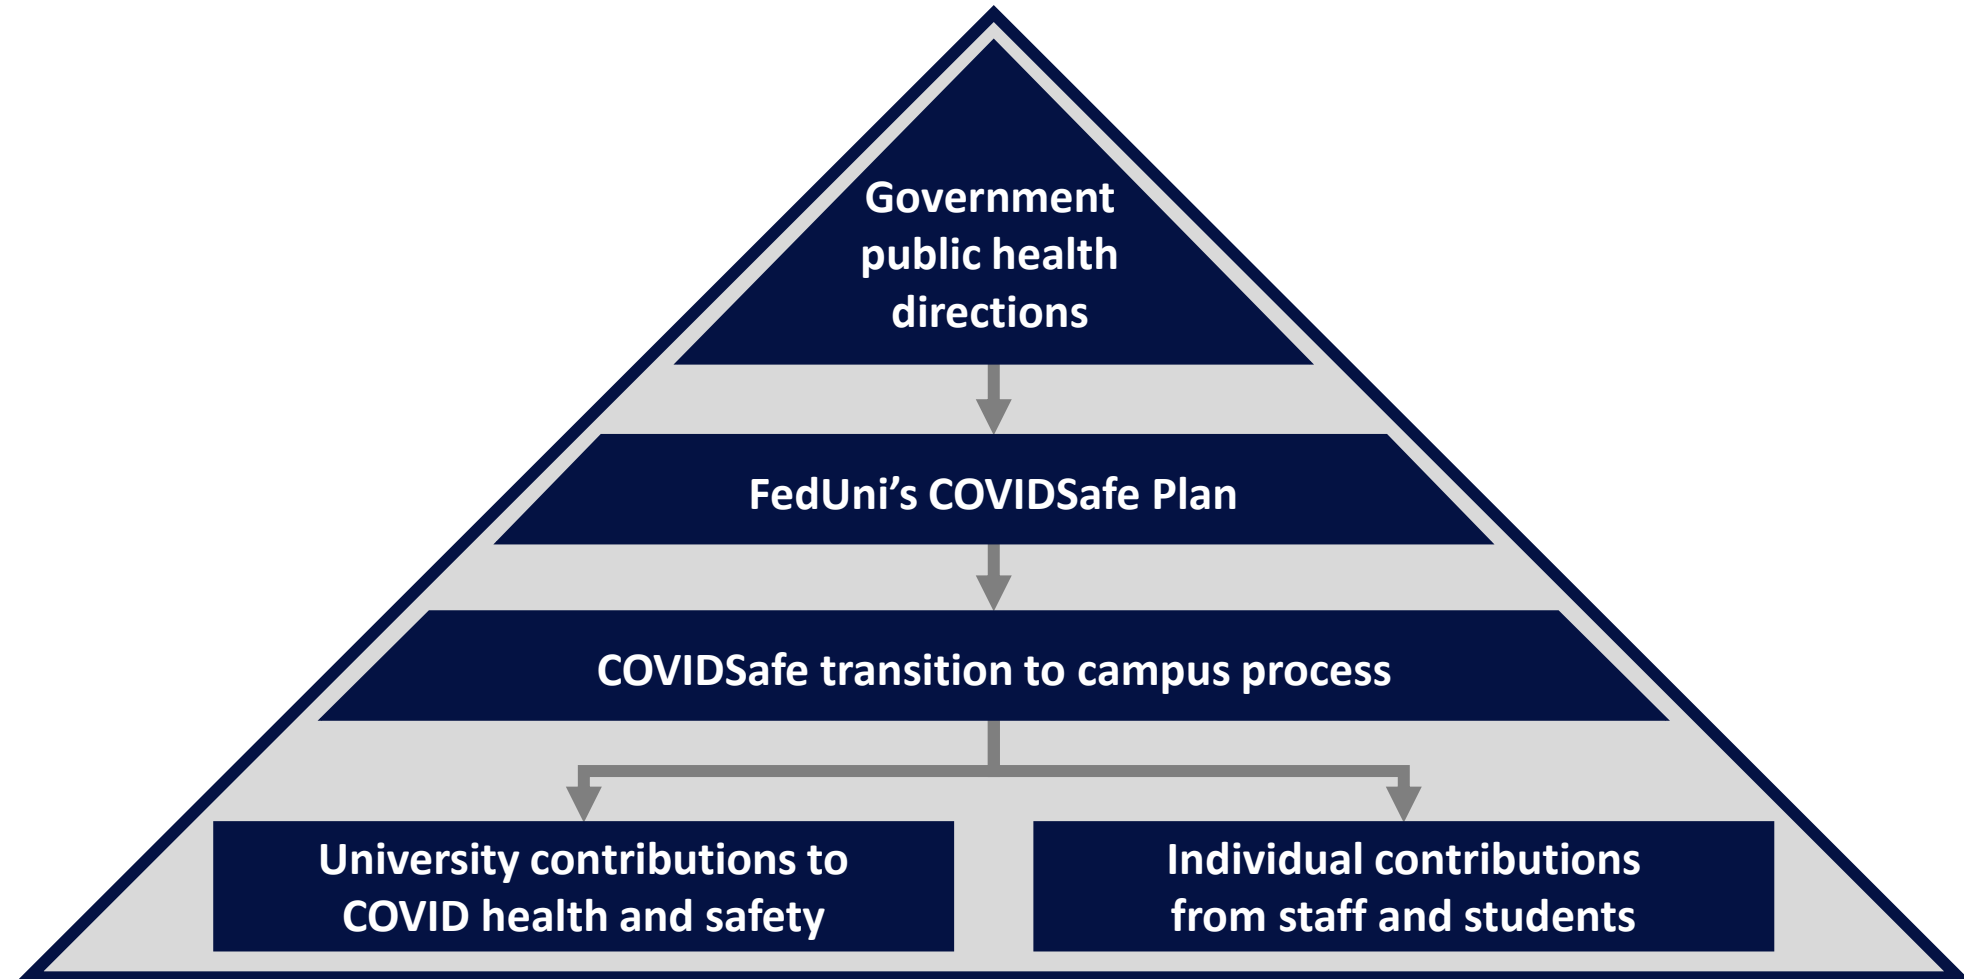 Government
public health
directions
FedUni’s COVIDSafe Plan
COVIDSafe transition to campus process
University contributions to
COVID health and safety
Individual contributions
from staff and students